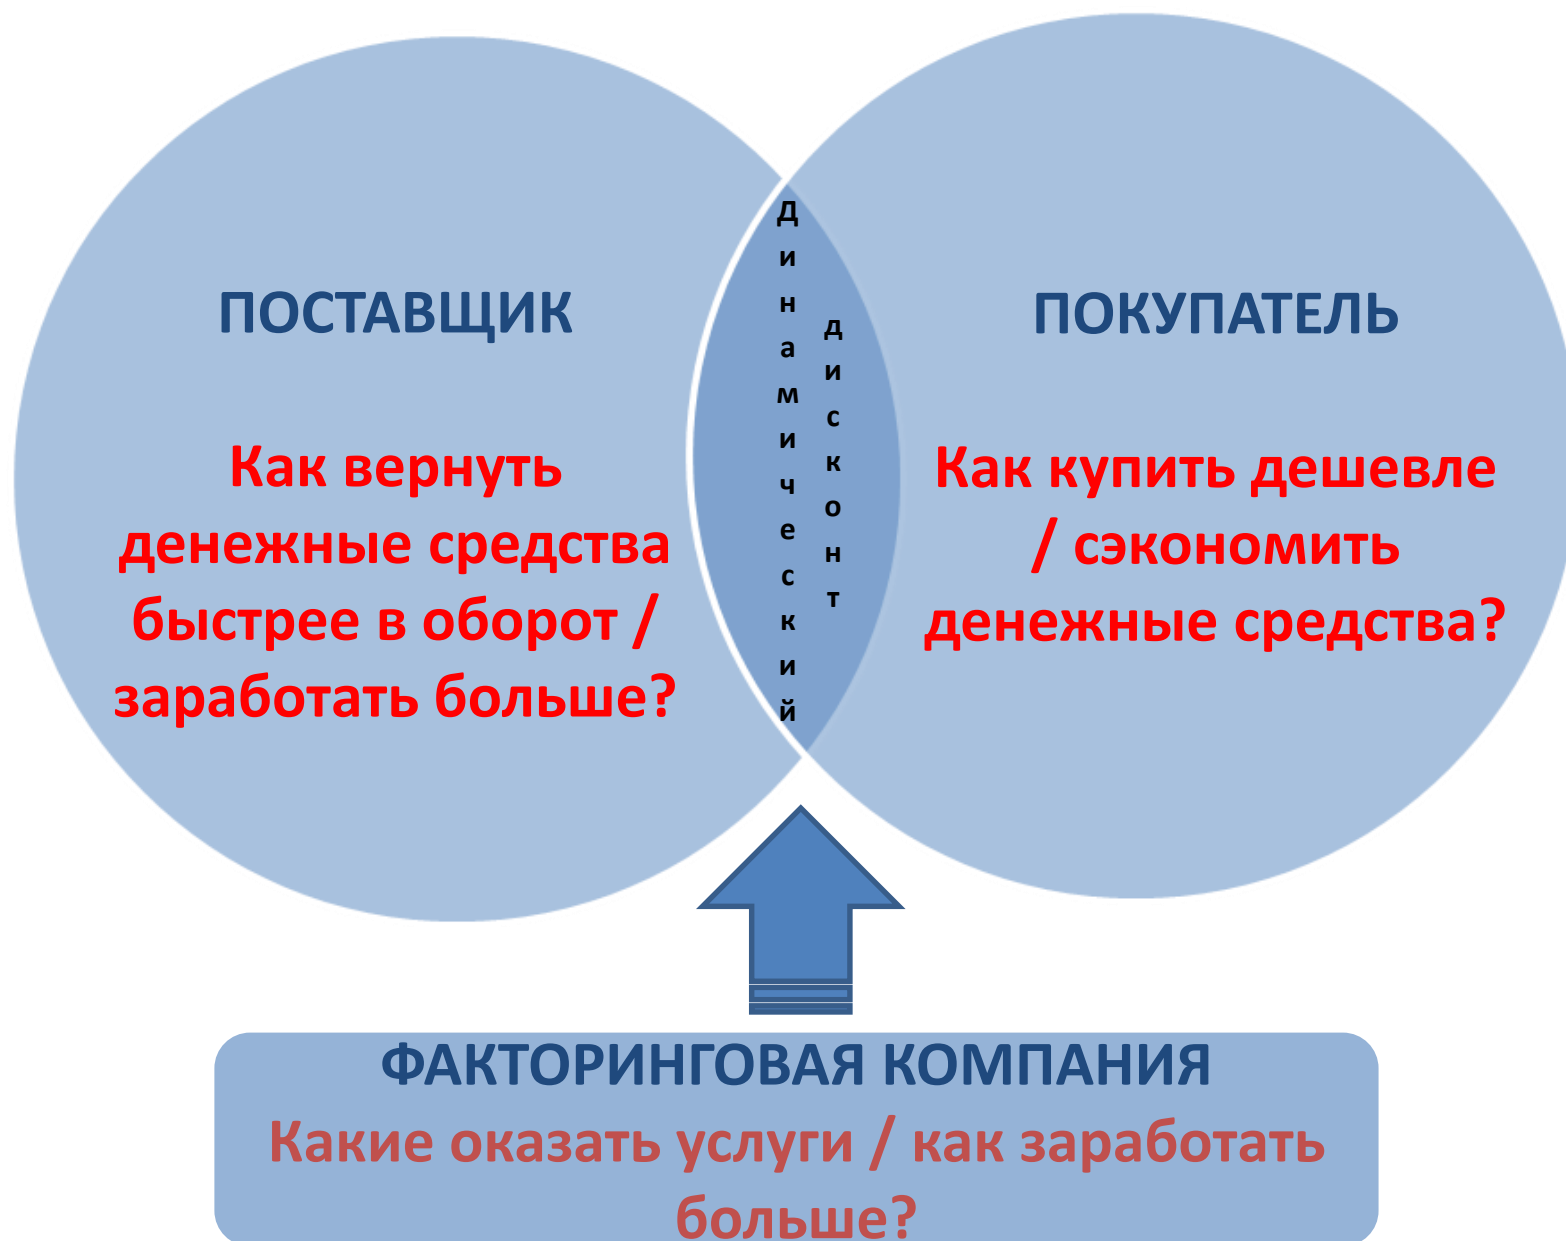 ПОСТАВЩИК
Как вернуть
денежные средства
быстрее в оборот /
заработать больше?
Динамический
дисконт
ПОКУПАТЕЛЬ
Как купить дешевле
/ сэкономить
денежные средства?
ФАКТОРИНГОВАЯ КОМПАНИЯ
Какие оказать услуги / как заработать
больше?